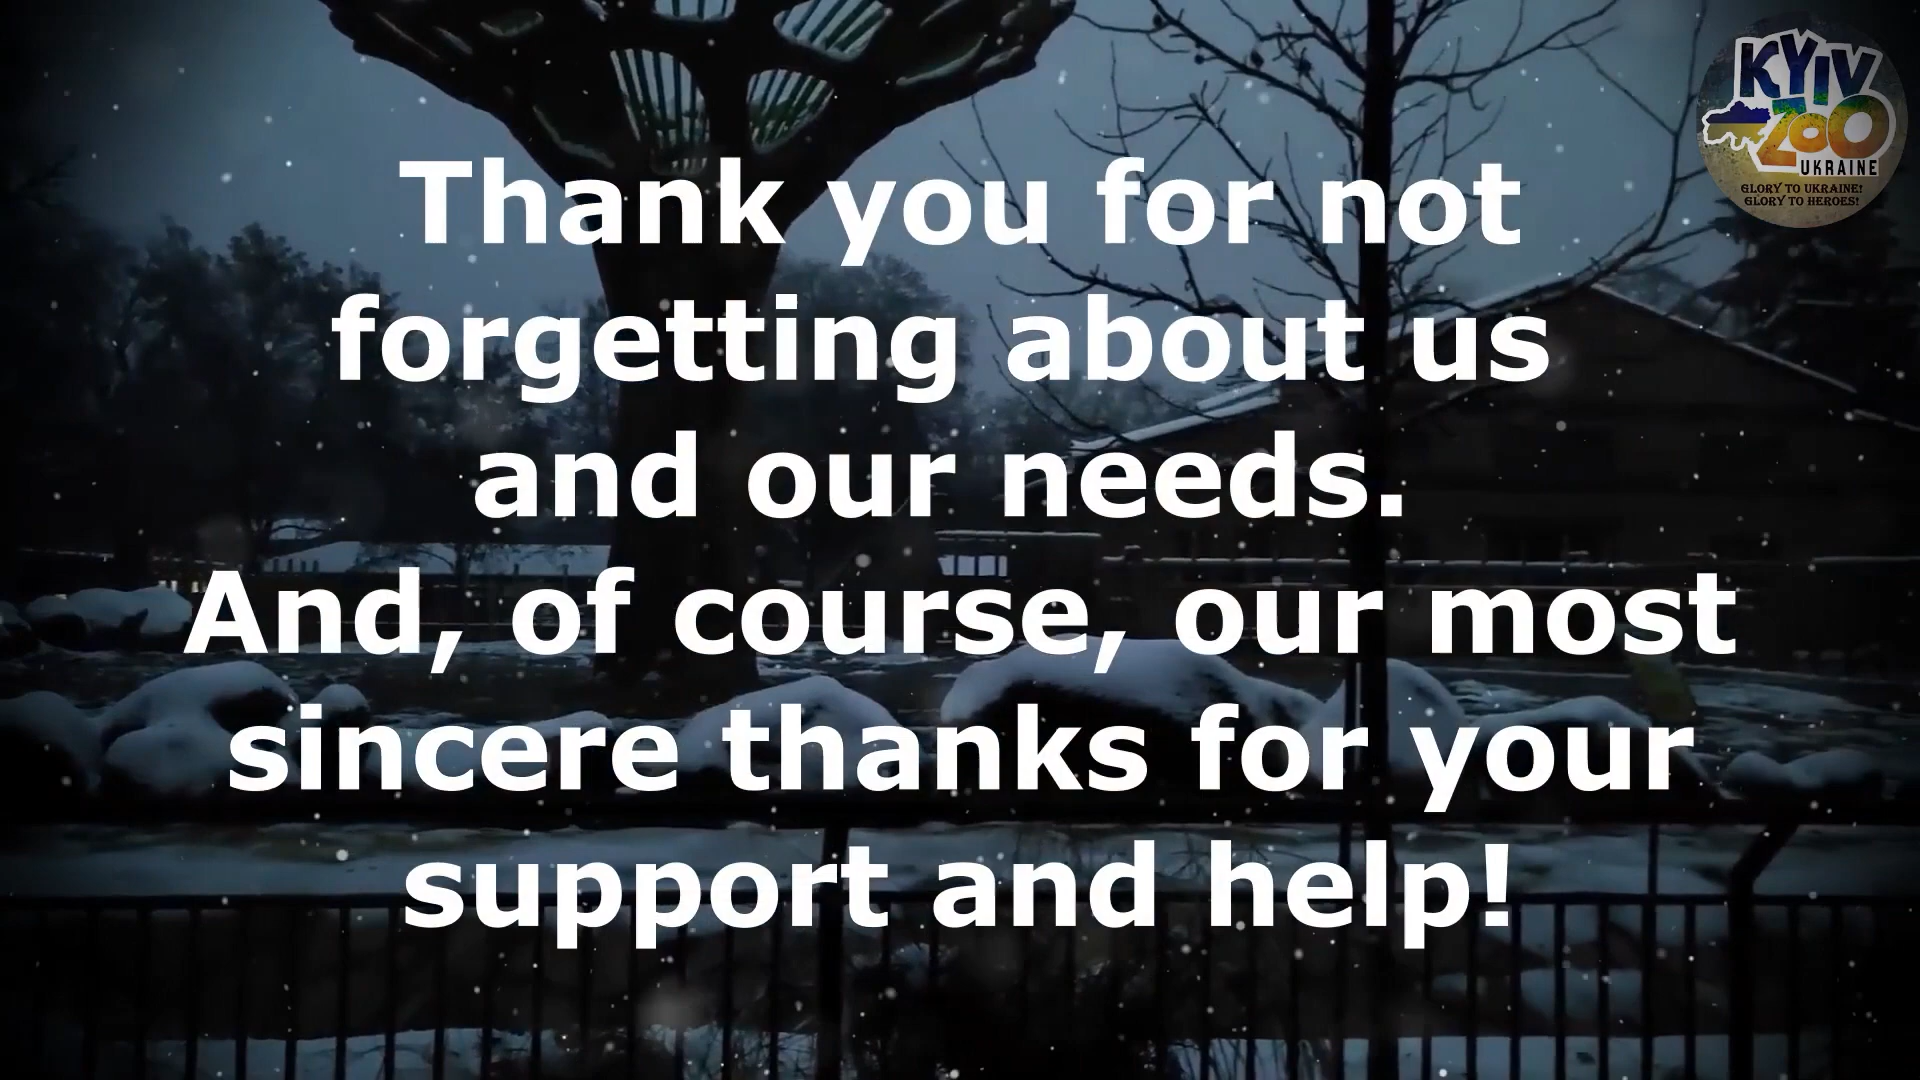 Thank you for not
forgetting about us
and our needs.
And, of course, our most
sincere thanks for your
support and help!
KYIV
ZOO
UKRAINE
GLORY TO UKRAINE!
GLORY TO HEROES!